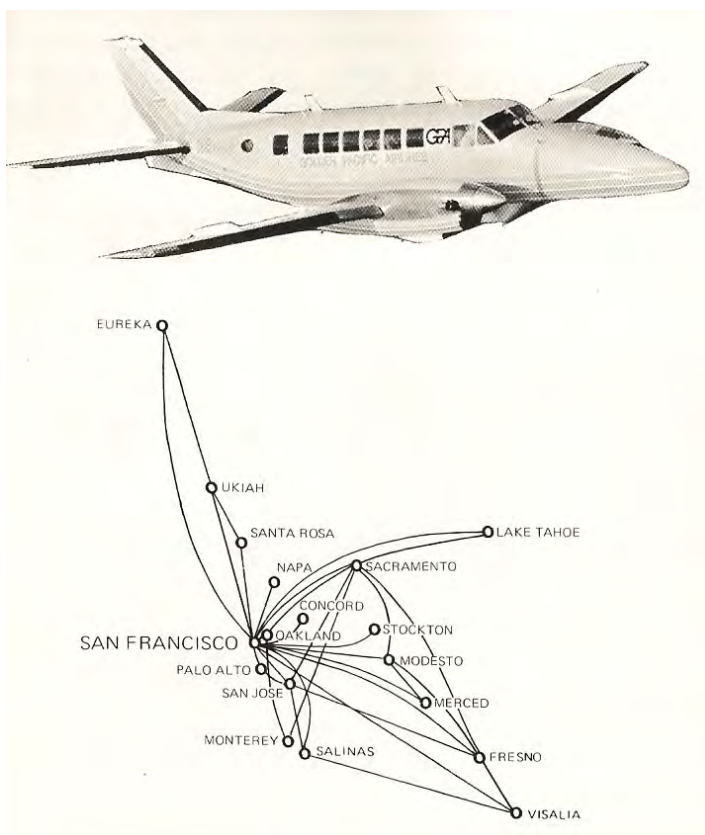 GPA
GOLDEN PACIFIC AIRLINES
EUREKA
UKIAH
SANTA ROSA
LAKE TAHOE
NAPA
SACRAMENTO
CONCORD
SAN FRANCISCO
OAKLAND
STOCKTON
PALO ALTO
MODESTO
SAN JOSE
MERCED
MONTEREY
SALINAS
FRESNO
VISALIA